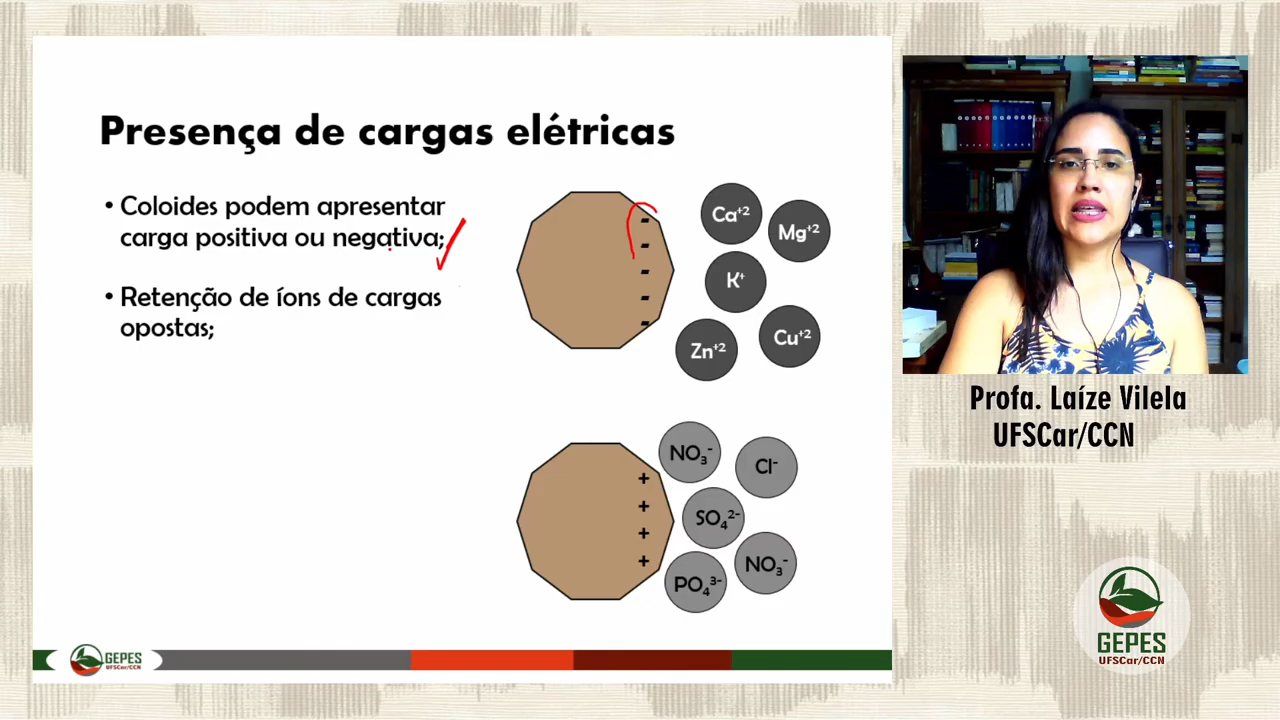 Presença de cargas elétricas
• Coloides podem apresentar
carga positiva ou negativa;
• Retenção de íons de cargas
opostas;
-
-
-
-
-
Ca+2
Mg+2
K+
Zn+2
Cu+2
+
+
+
+
NO3-
Cl-
SO42-
NO3-
PO43-
GEPES
UFSCar/CCN
Profa. Laíze Vilela
UFSCar/CCN
GEPES
UFSCar/CCN